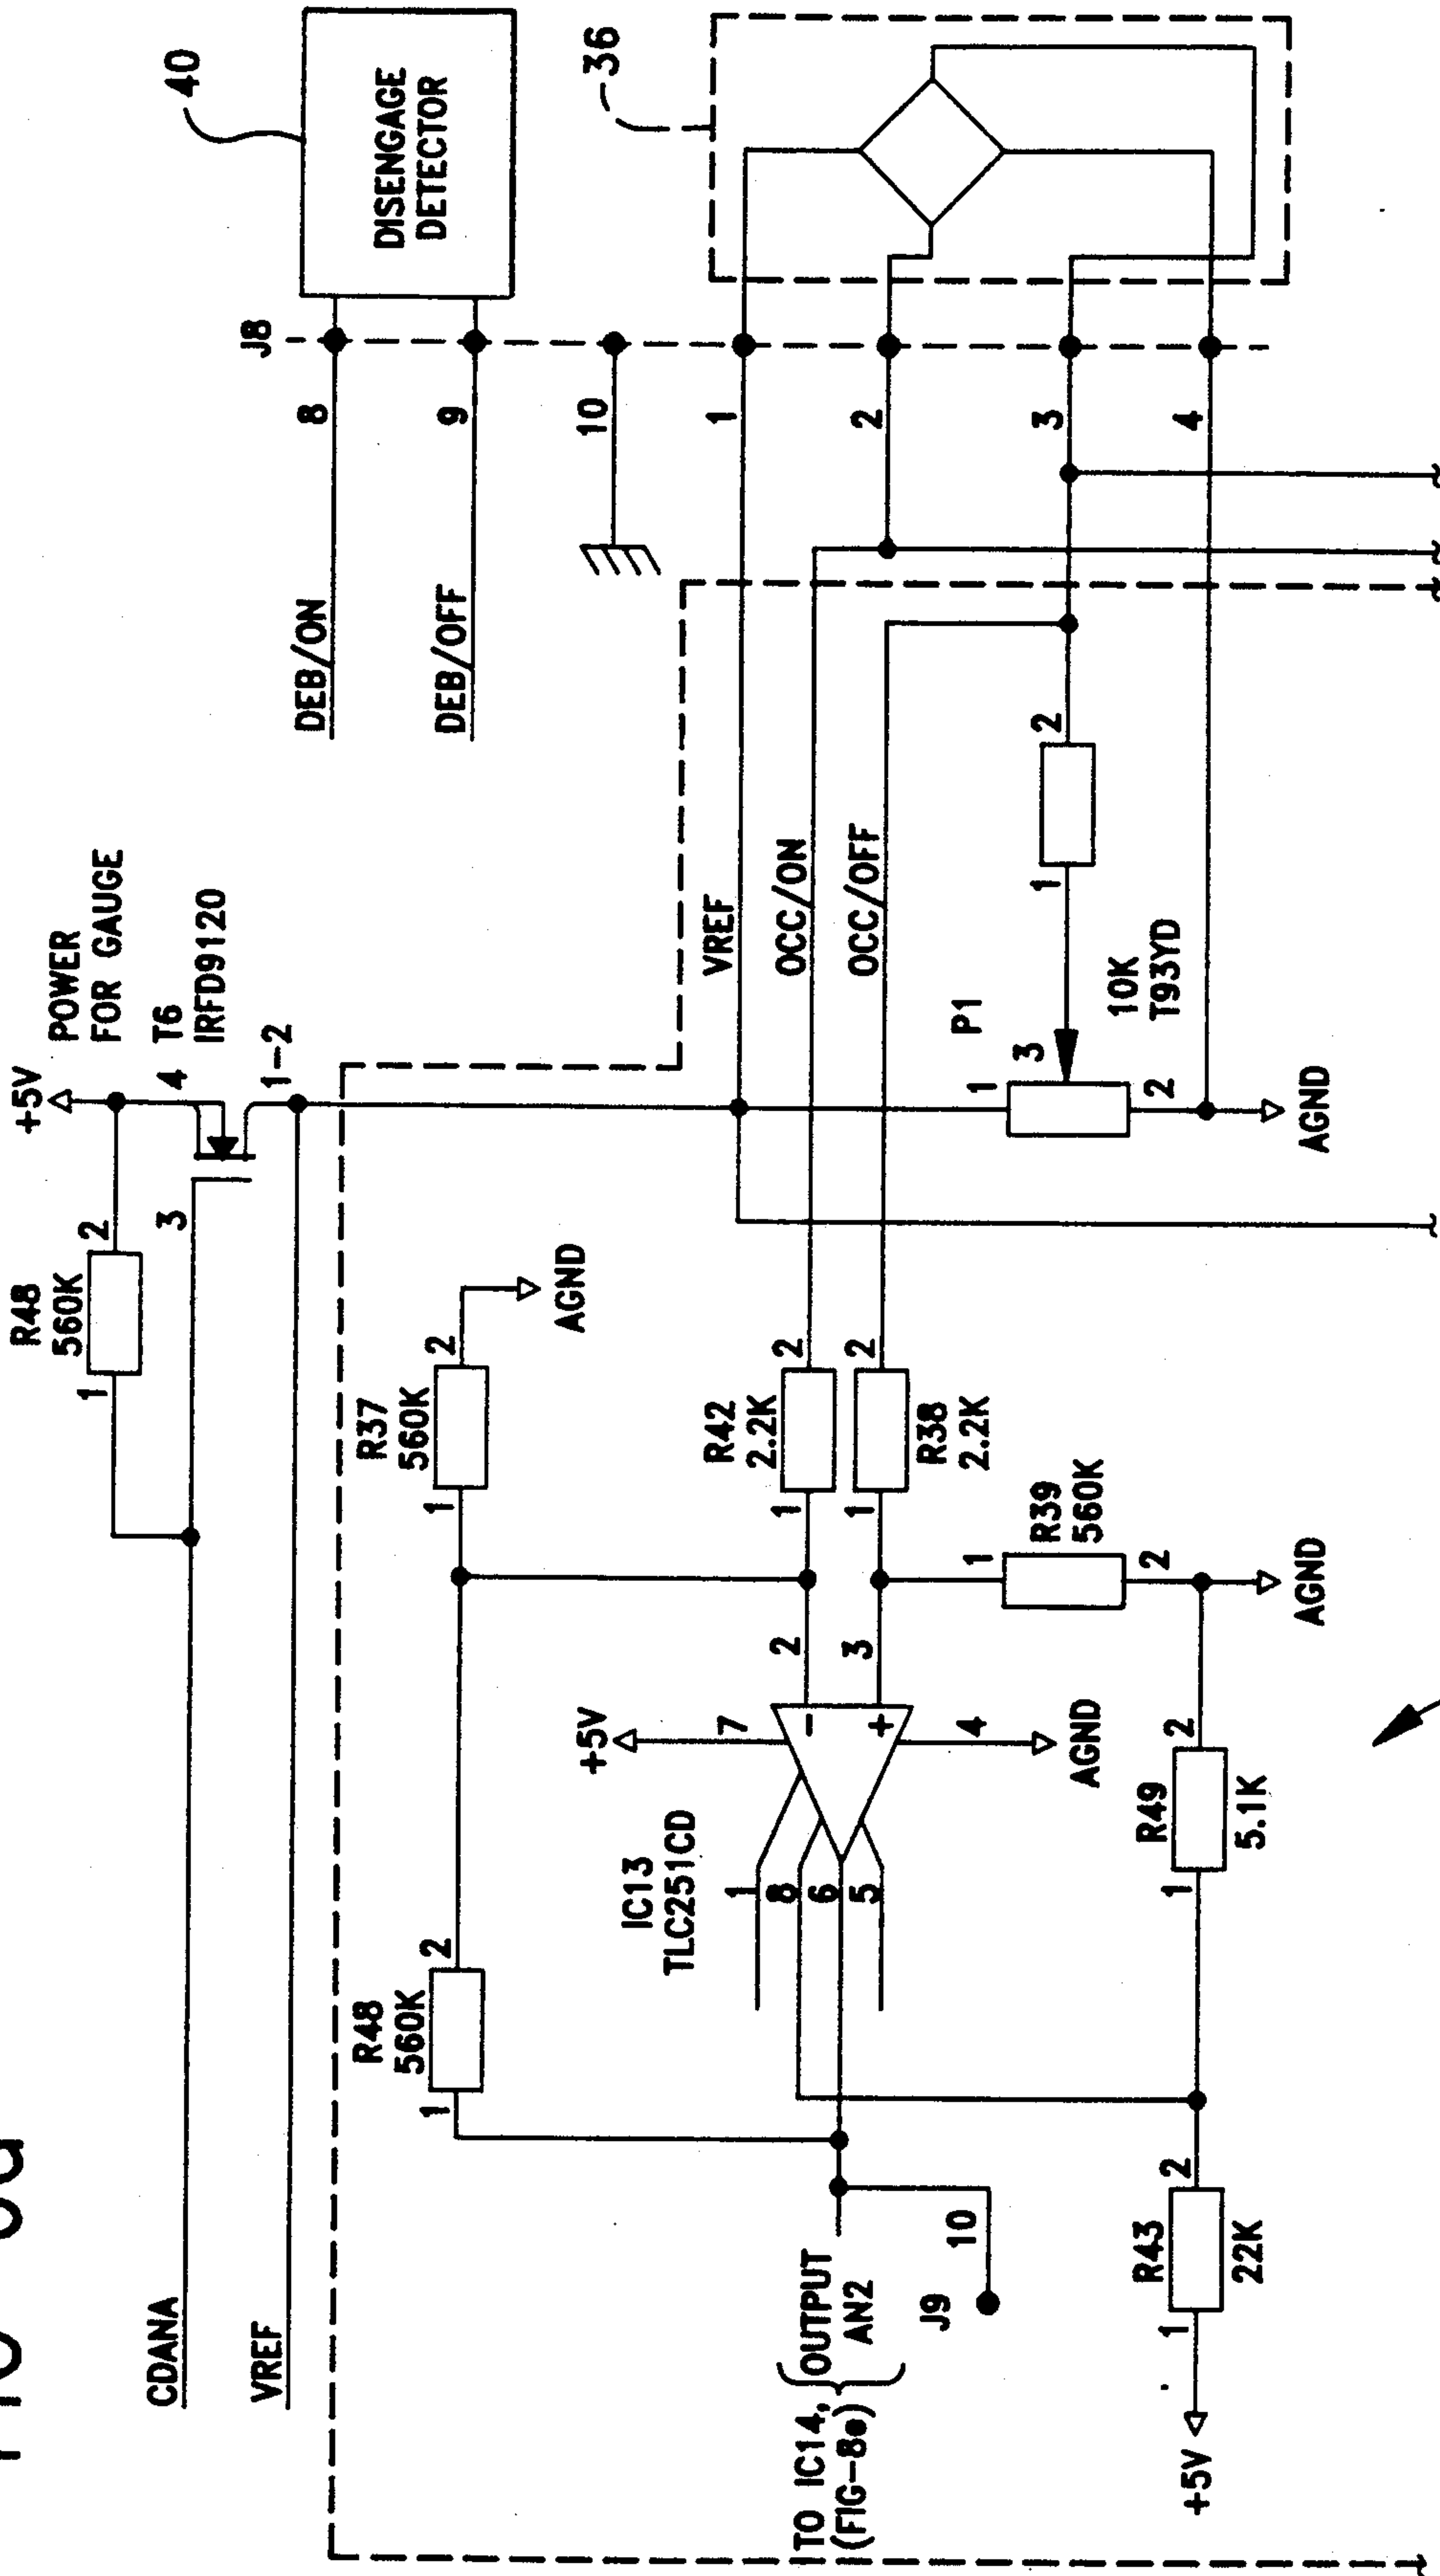 +5V
POWER
FOR GAUGE
R48
560K
1
2
4
T6
IRFD9120
3
1-2
CDANA
VREF
40
DISENGAGE
DETECTOR
J8
8
DEB/ON
9
DEB/OFF
10
36
1
2
3
4
R48
560K
1
2
R37
560K
1
2
AGND
VREF
OCC/ON
OCC/OFF
R42
2.2K
1
2
R38
2.2K
1
2
IC13
TLC251CD
+5V
7
2
3
−
+
4
AGND
1
8
6
5
R39
560K
1
2
AGND
P1
1
3
2
10K
T93YD
1
2
AGND
OUTPUT
AN2
TO IC14,
(FIG-8e)
J9
10
R43
22K
1
2
+5V
R49
5.1K
1
2